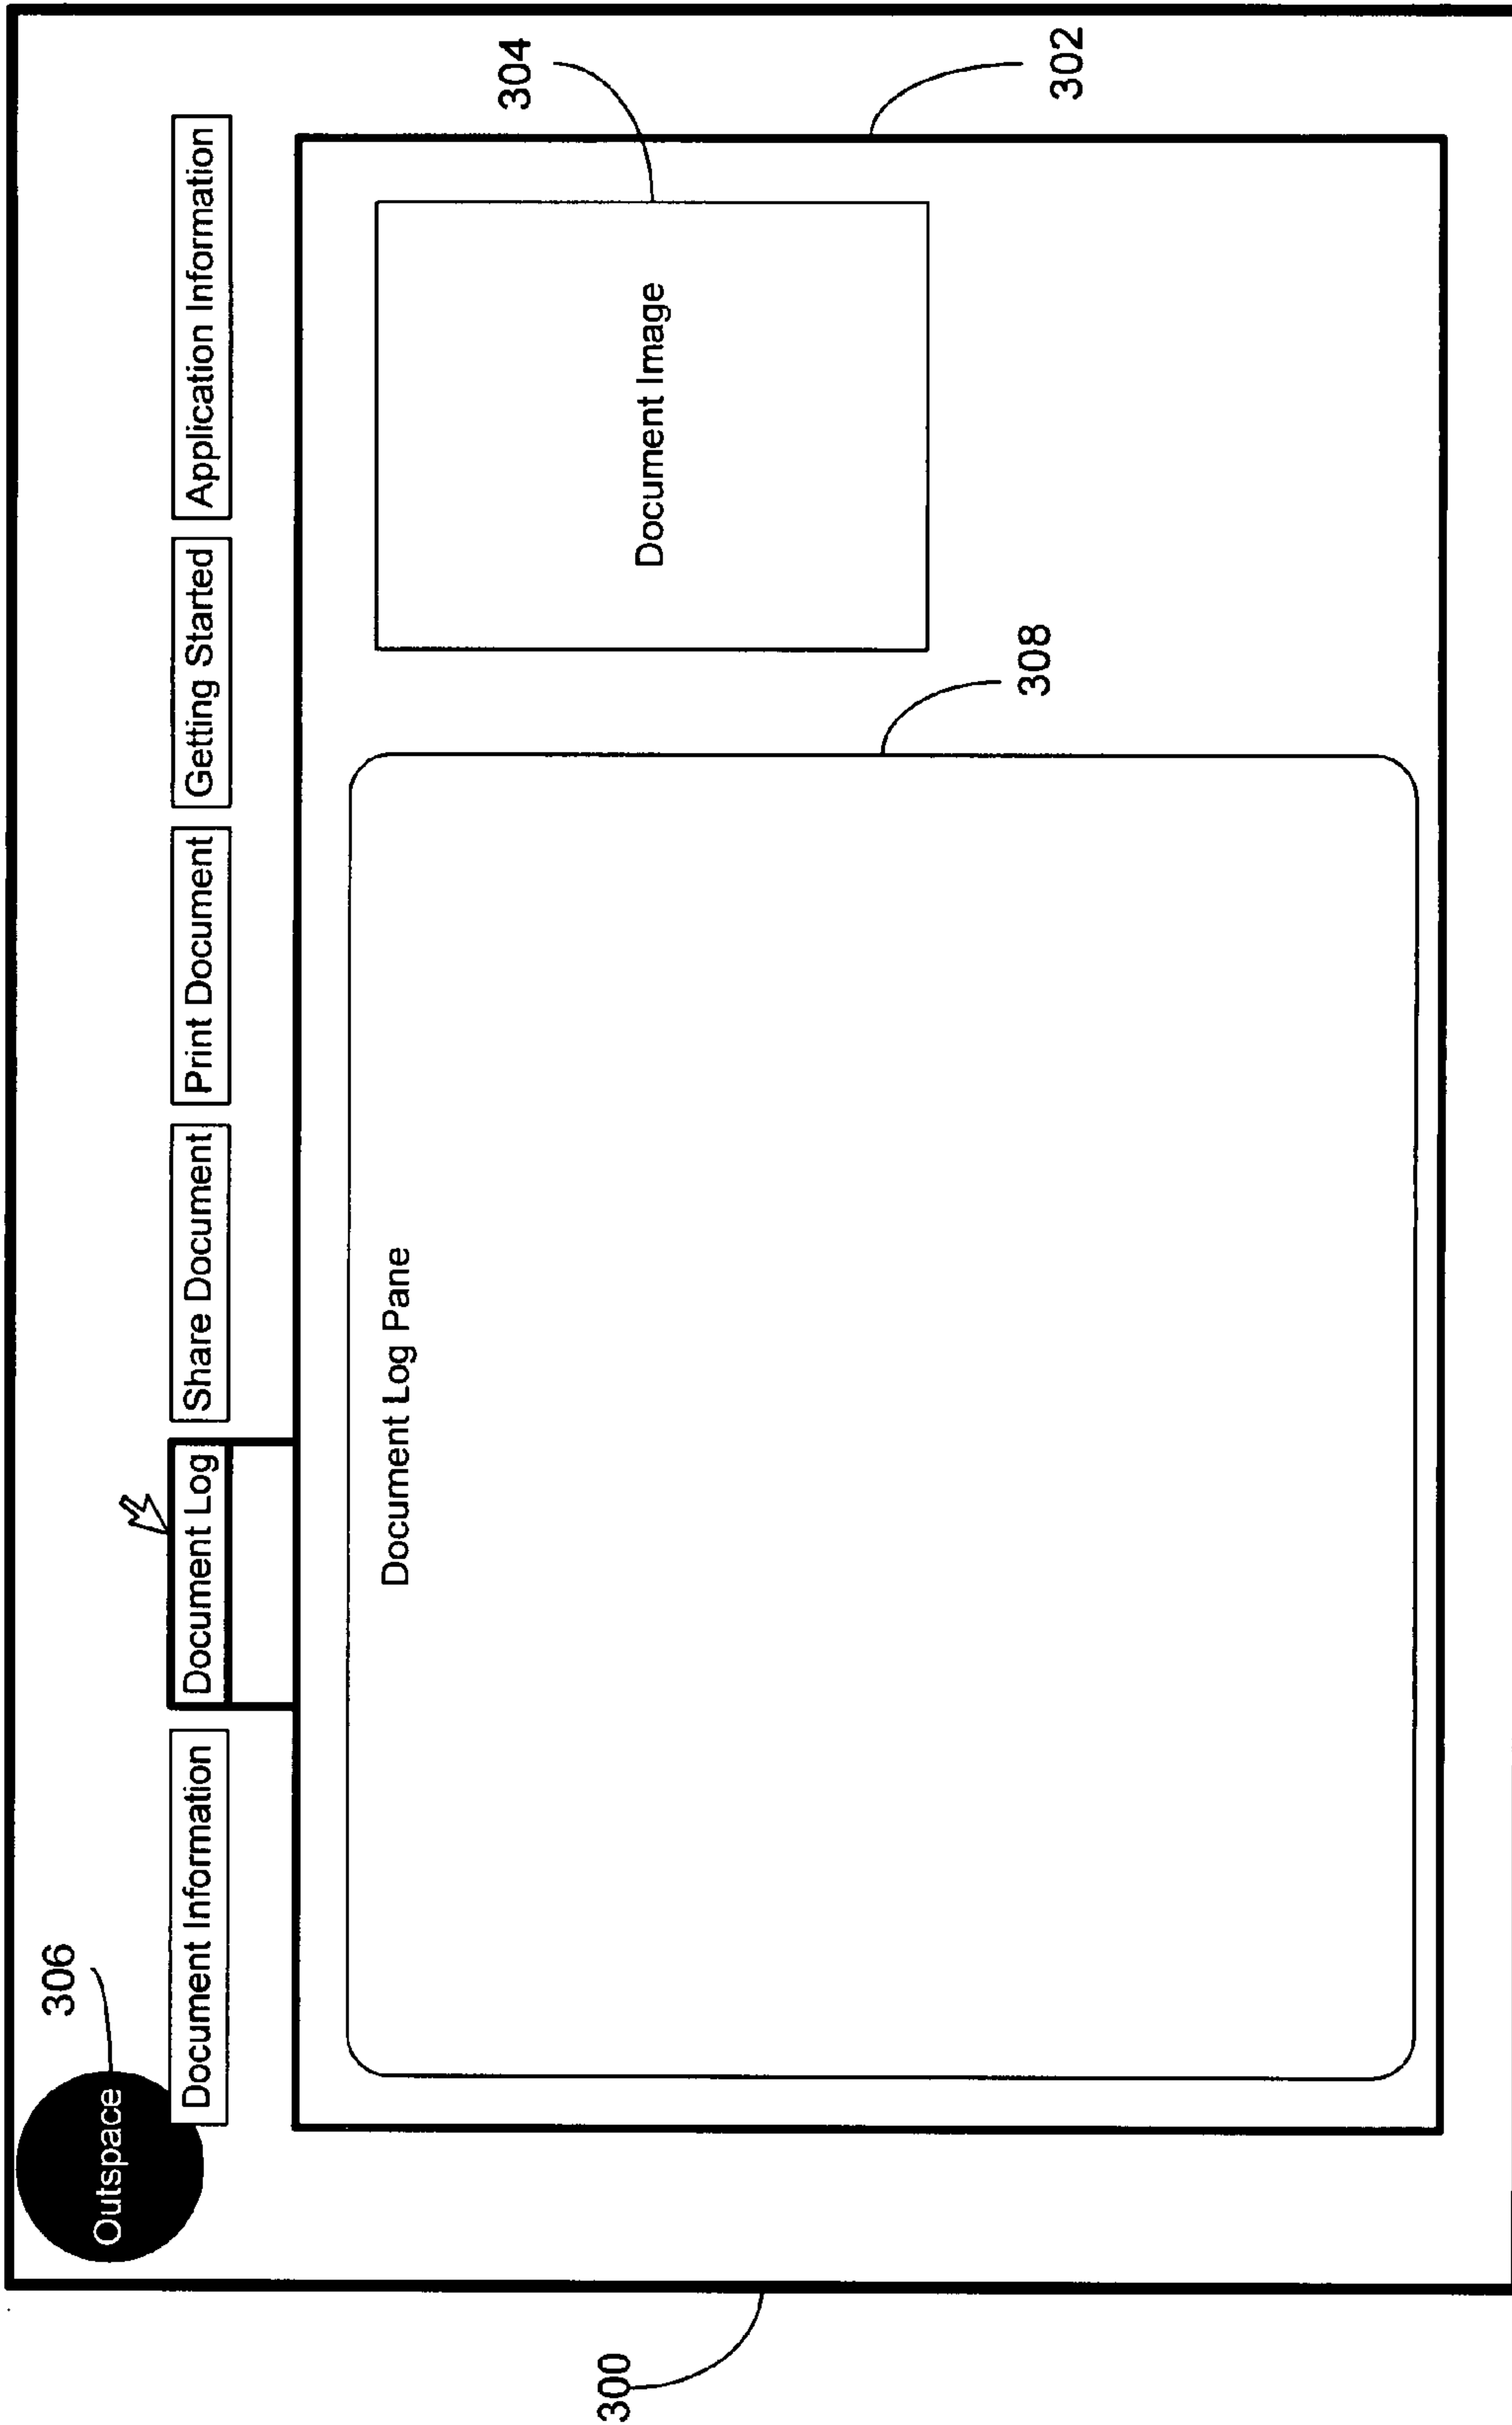 306
Outspace
Document Information
Document Log
Share Document
Print Document
Getting Started
Application Information
304
Document Log Pane
Document Image
300
308
302